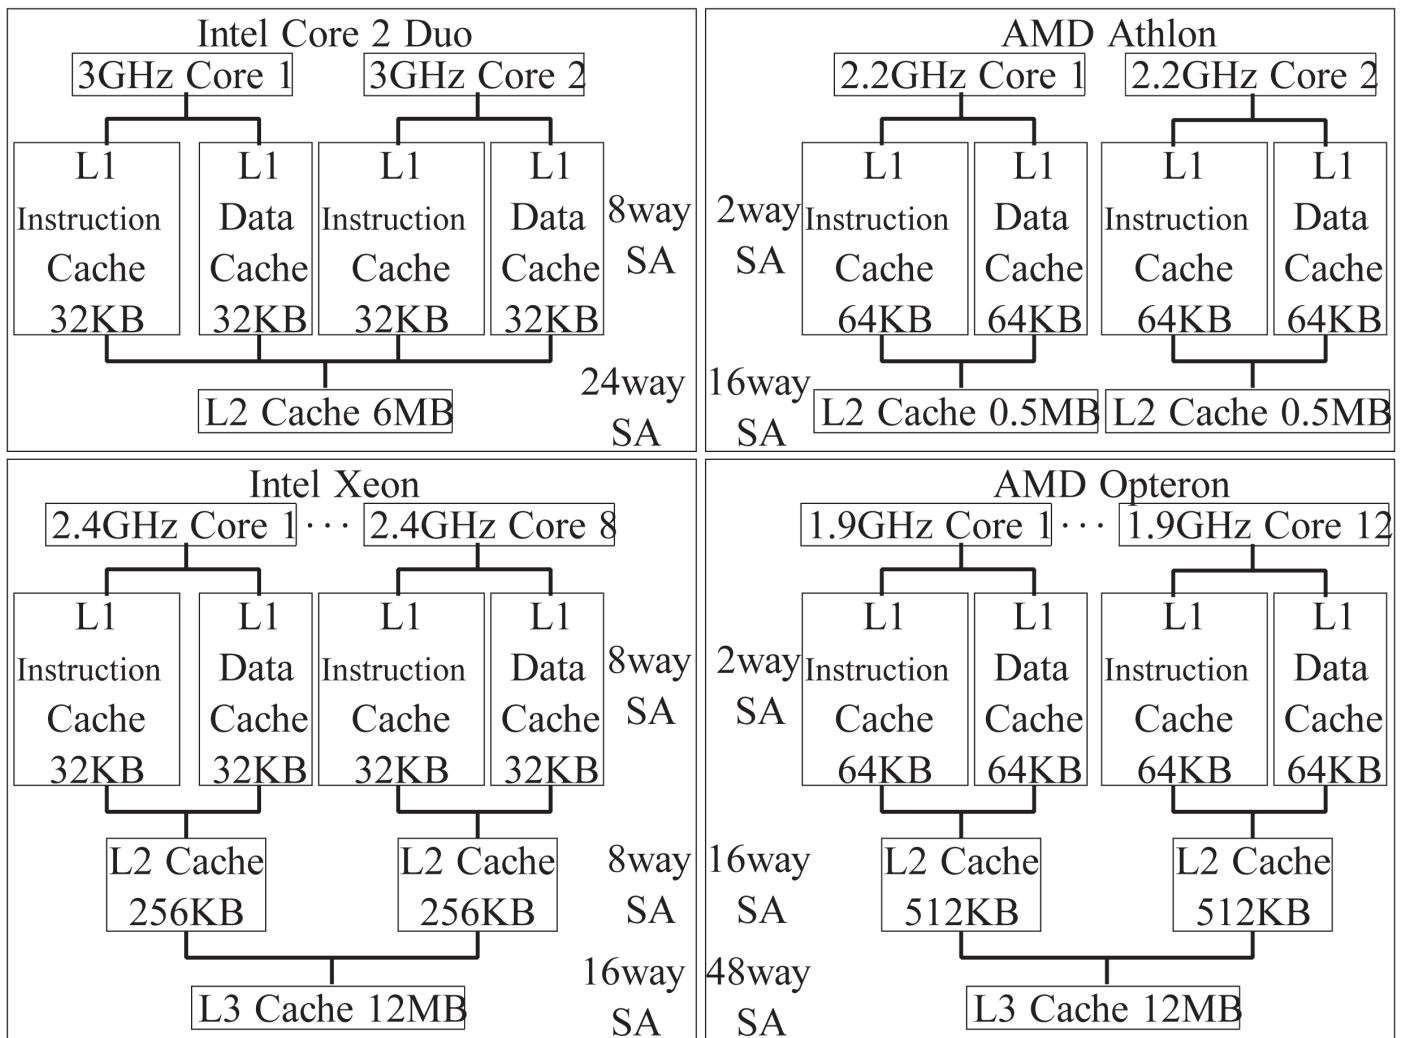 Intel Core 2 Duo
3GHz Core 1
3GHz Core 2
L1
Instruction
Cache
32KB
L1
Data
Cache
32KB
L1
Instruction
Cache
32KB
L1
Data
Cache
32KB
8way
SA
L2 Cache 6MB
24way
SA
AMD Athlon
2.2GHz Core 1
2.2GHz Core 2
2way
SA
L1
Instruction
Cache
64KB
L1
Data
Cache
64KB
L1
Instruction
Cache
64KB
L1
Data
Cache
64KB
16way
SA
L2 Cache 0.5MB
L2 Cache 0.5MB
Intel Xeon
2.4GHz Core 1 ··· 2.4GHz Core 8
L1
Instruction
Cache
32KB
L1
Data
Cache
32KB
L1
Instruction
Cache
32KB
L1
Data
Cache
32KB
8way
SA
L2 Cache
256KB
L2 Cache
256KB
8way
SA
L3 Cache 12MB
16way
SA
AMD Opteron
1.9GHz Core 1 ··· 1.9GHz Core 12
2way
SA
L1
Instruction
Cache
64KB
L1
Data
Cache
64KB
L1
Instruction
Cache
64KB
L1
Data
Cache
64KB
16way
SA
L2 Cache
512KB
L2 Cache
512KB
48way
SA
L3 Cache 12MB